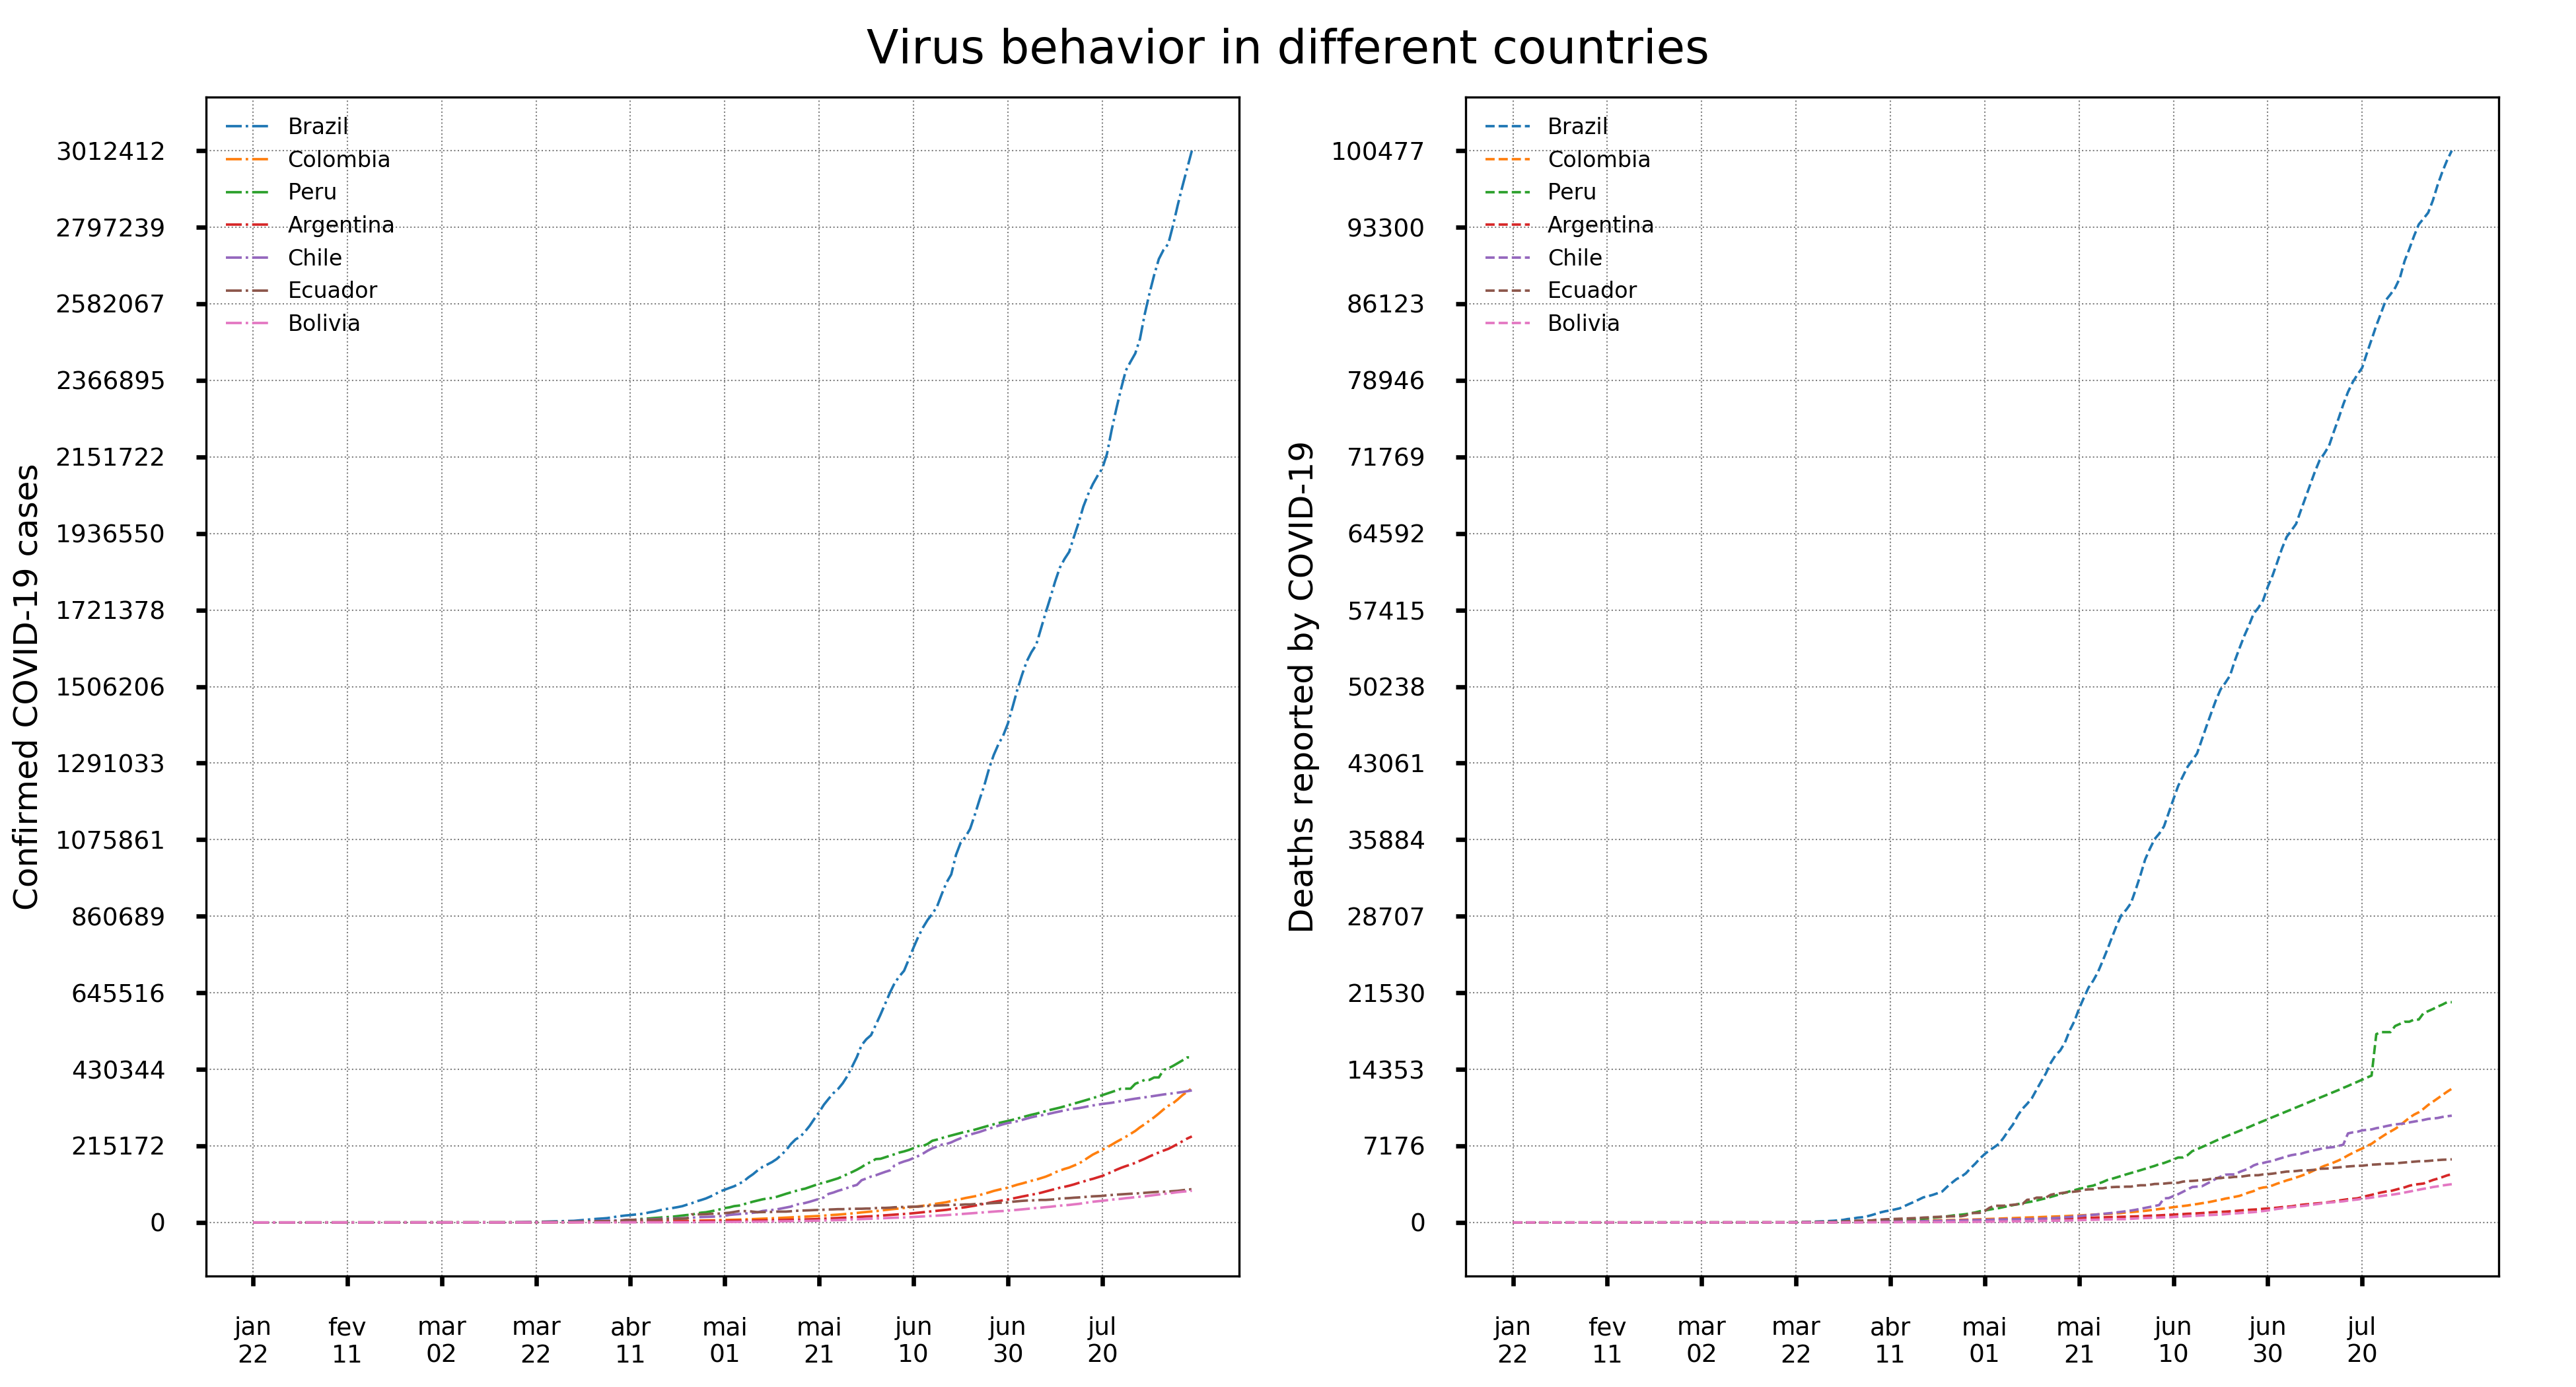 Virus behavior in different countries
Confirmed COVID-19 cases
3012412
2797239
2582067
2366895
2151722
1936550
1721378
1506206
1291033
1075861
860689
645516
430344
215172
0
Brazil
Colombia
Peru
Argentina
Chile
Ecuador
Bolivia
jan fev mar mar abr mai mai jun jun jul
22 11 02 22 11 01 21 10 30 20
Deaths reported by COVID-19
100477
93300
86123
78946
71769
64592
57415
50238
43061
35884
28707
21530
14353
7176
0
Brazil
Colombia
Peru
Argentina
Chile
Ecuador
Bolivia
jan fev mar mar abr mai mai jun jun jul
22 11 02 22 11 01 21 10 30 20